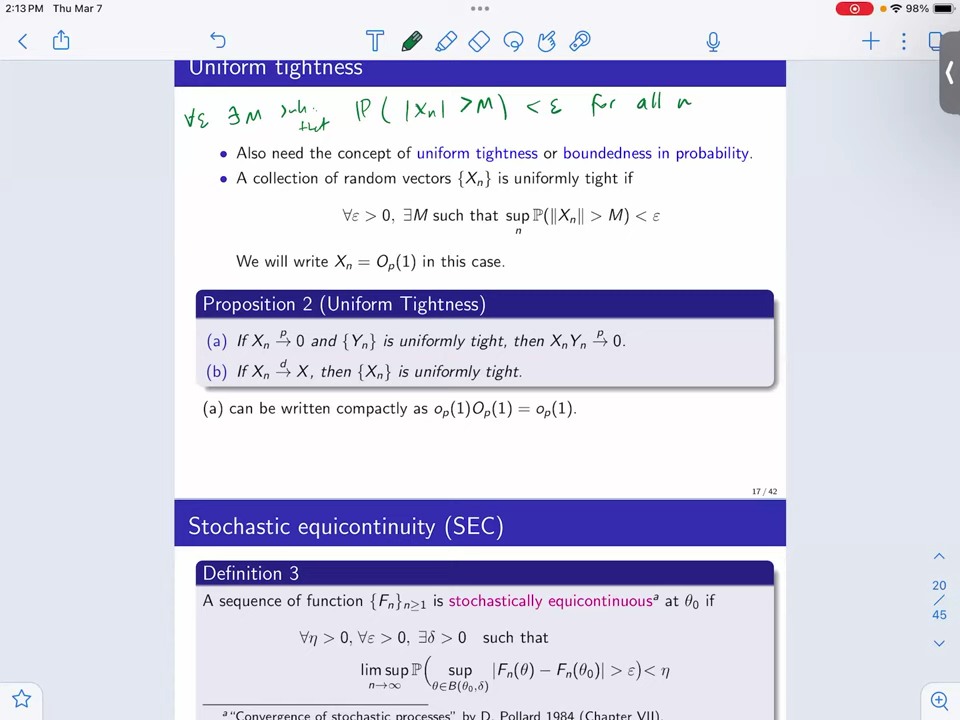 2:13 PM Thu Mar 7
98%
Uniform tightness
∀ε ∃M such that ℙ( |Xn| > M ) < ε for all n
• Also need the concept of uniform tightness or boundedness in probability.
• A collection of random vectors {Xn} is uniformly tight if
∀ε > 0, ∃M such that sup_n ℙ(‖Xn‖ > M) < ε
We will write Xn = Op(1) in this case.
Proposition 2 (Uniform Tightness)
(a) If Xn →^p 0 and {Yn} is uniformly tight, then XnYn →^p 0.
(b) If Xn →^d X, then {Xn} is uniformly tight.
(a) can be written compactly as op(1)Op(1) = op(1).
17 / 42
Stochastic equicontinuity (SEC)
Definition 3
A sequence of function {Fn}n≥1 is stochastically equicontinuous^a at θ0 if
∀η > 0, ∀ε > 0, ∃δ > 0 such that
lim sup_{n→∞} ℙ( sup_{θ∈B(θ0,δ)} |Fn(θ) − Fn(θ0)| > ε) < η
a "Convergence of stochastic processes" by D. Pollard 1984 (Chapter VII).
20
/
45